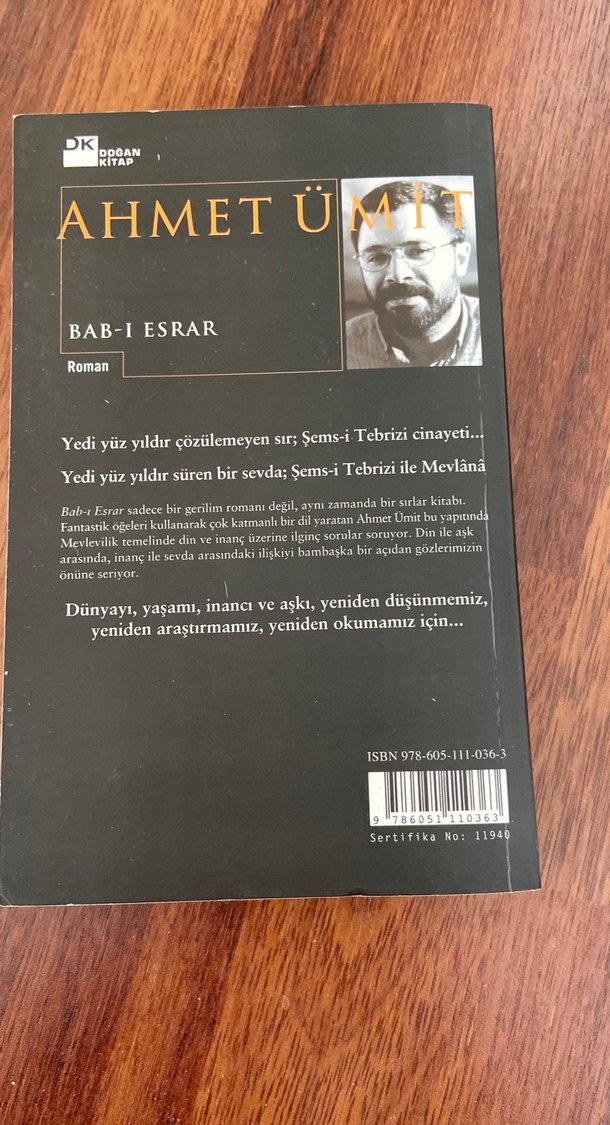 DK
DOĞAN
KİTAP
AHMET ÜMİT
BAB-I ESRAR
Roman
Yedi yüz yıldır çözülemeyen sır; Şems-i Tebrizi cinayeti...
Yedi yüz yıldır süren bir sevda; Şems-i Tebrizi ile Mevlânâ
Bab-ı Esrar sadece bir gerilim romanı değil, aynı zamanda bir sırlar kitabı.
Fantastik öğeleri kullanarak çok katmanlı bir dil yaratan Ahmet Ümit bu yapıtında
Mevlevilik temelinde din ve inanç üzerine ilginç sorular soruyor. Din ile aşk
arasında, inanç ile sevda arasındaki ilişkiyi bambaşka bir açıdan gözlerimizin
önüne seriyor.
Dünyayı, yaşamı, inancı ve aşkı, yeniden düşünmemiz,
yeniden araştırmamız, yeniden okumamız için...
ISBN 978-605-111-036-3
9 786051 110363
Sertifika No: 11940